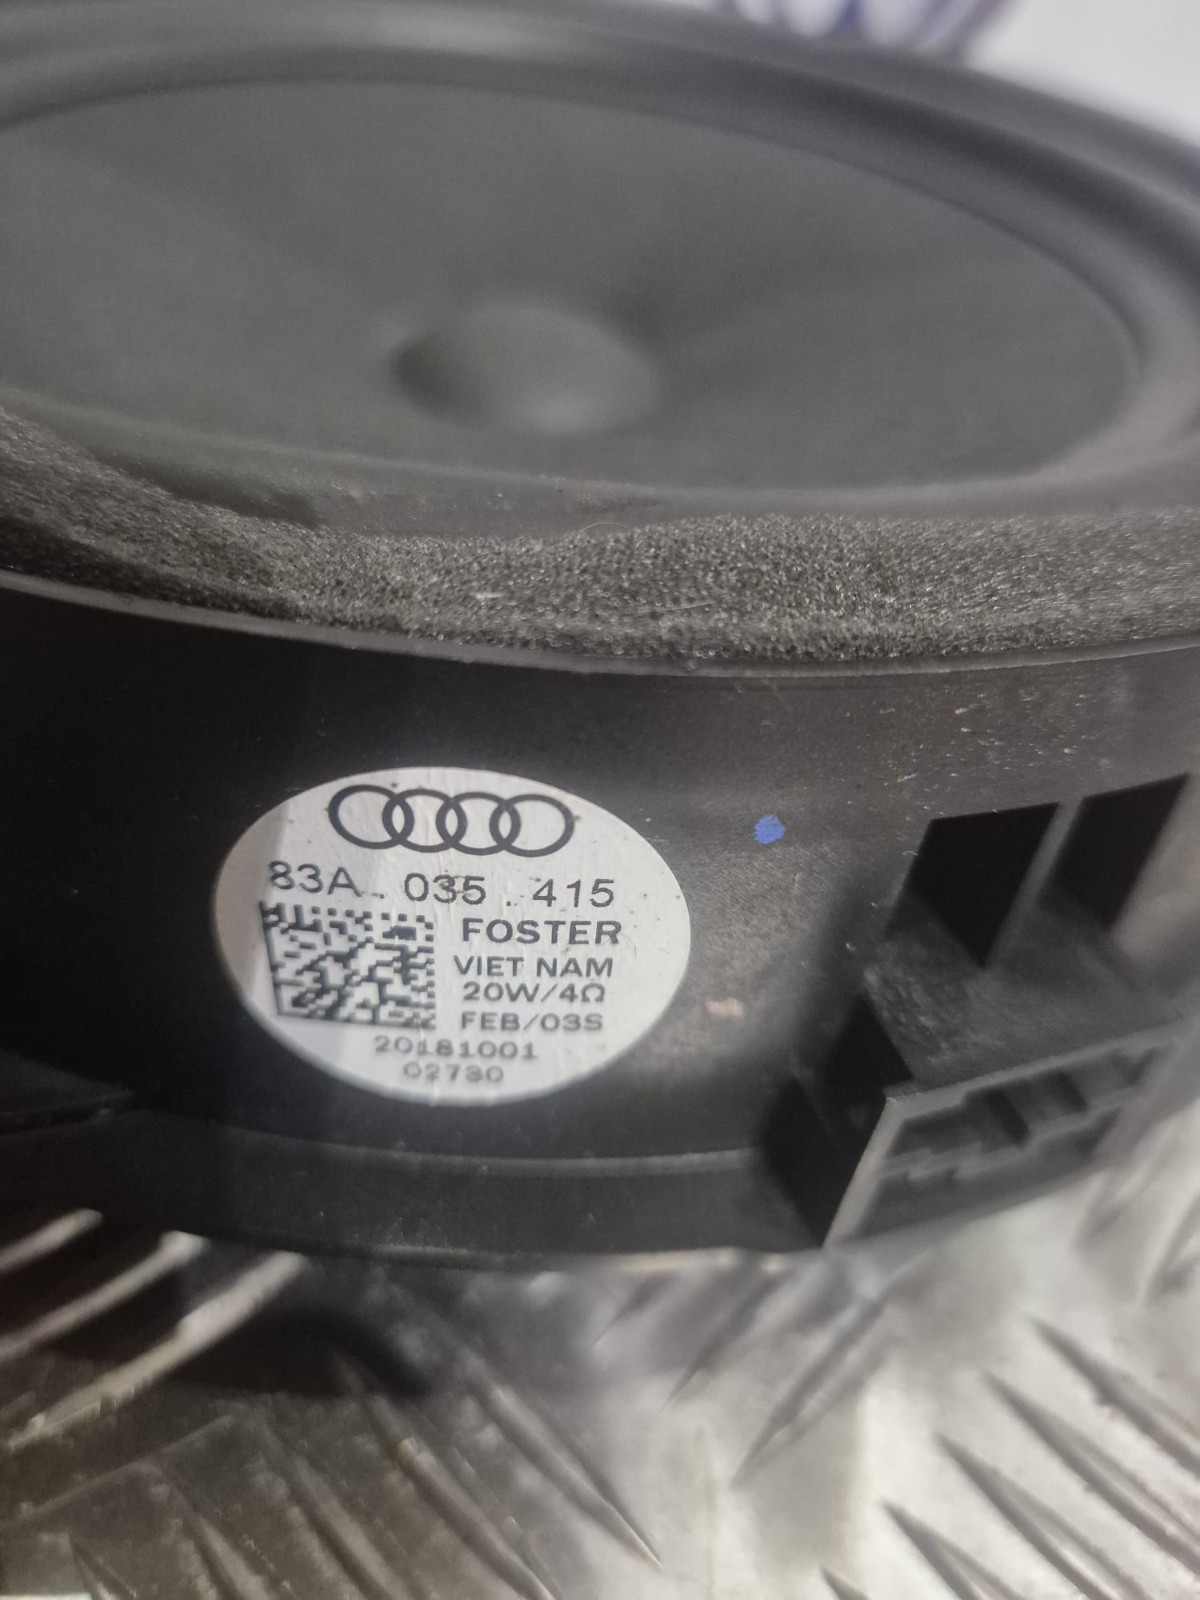 83A . 035 . 415
FOSTER
VIET NAM
20W/4Ω
FEB/03S
20181001
02730